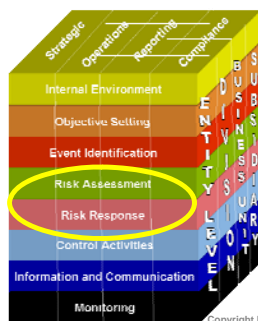 Strategic
Operations
Reporting
Compliance
Internal Environment
Objective Setting
Event Identification
Risk Assessment
Risk Response
Control Activities
Information and Communication
Monitoring
ENTITY LEVEL
DIVISION
BUSINESS UNIT
SUBSIDIARY
Copyright